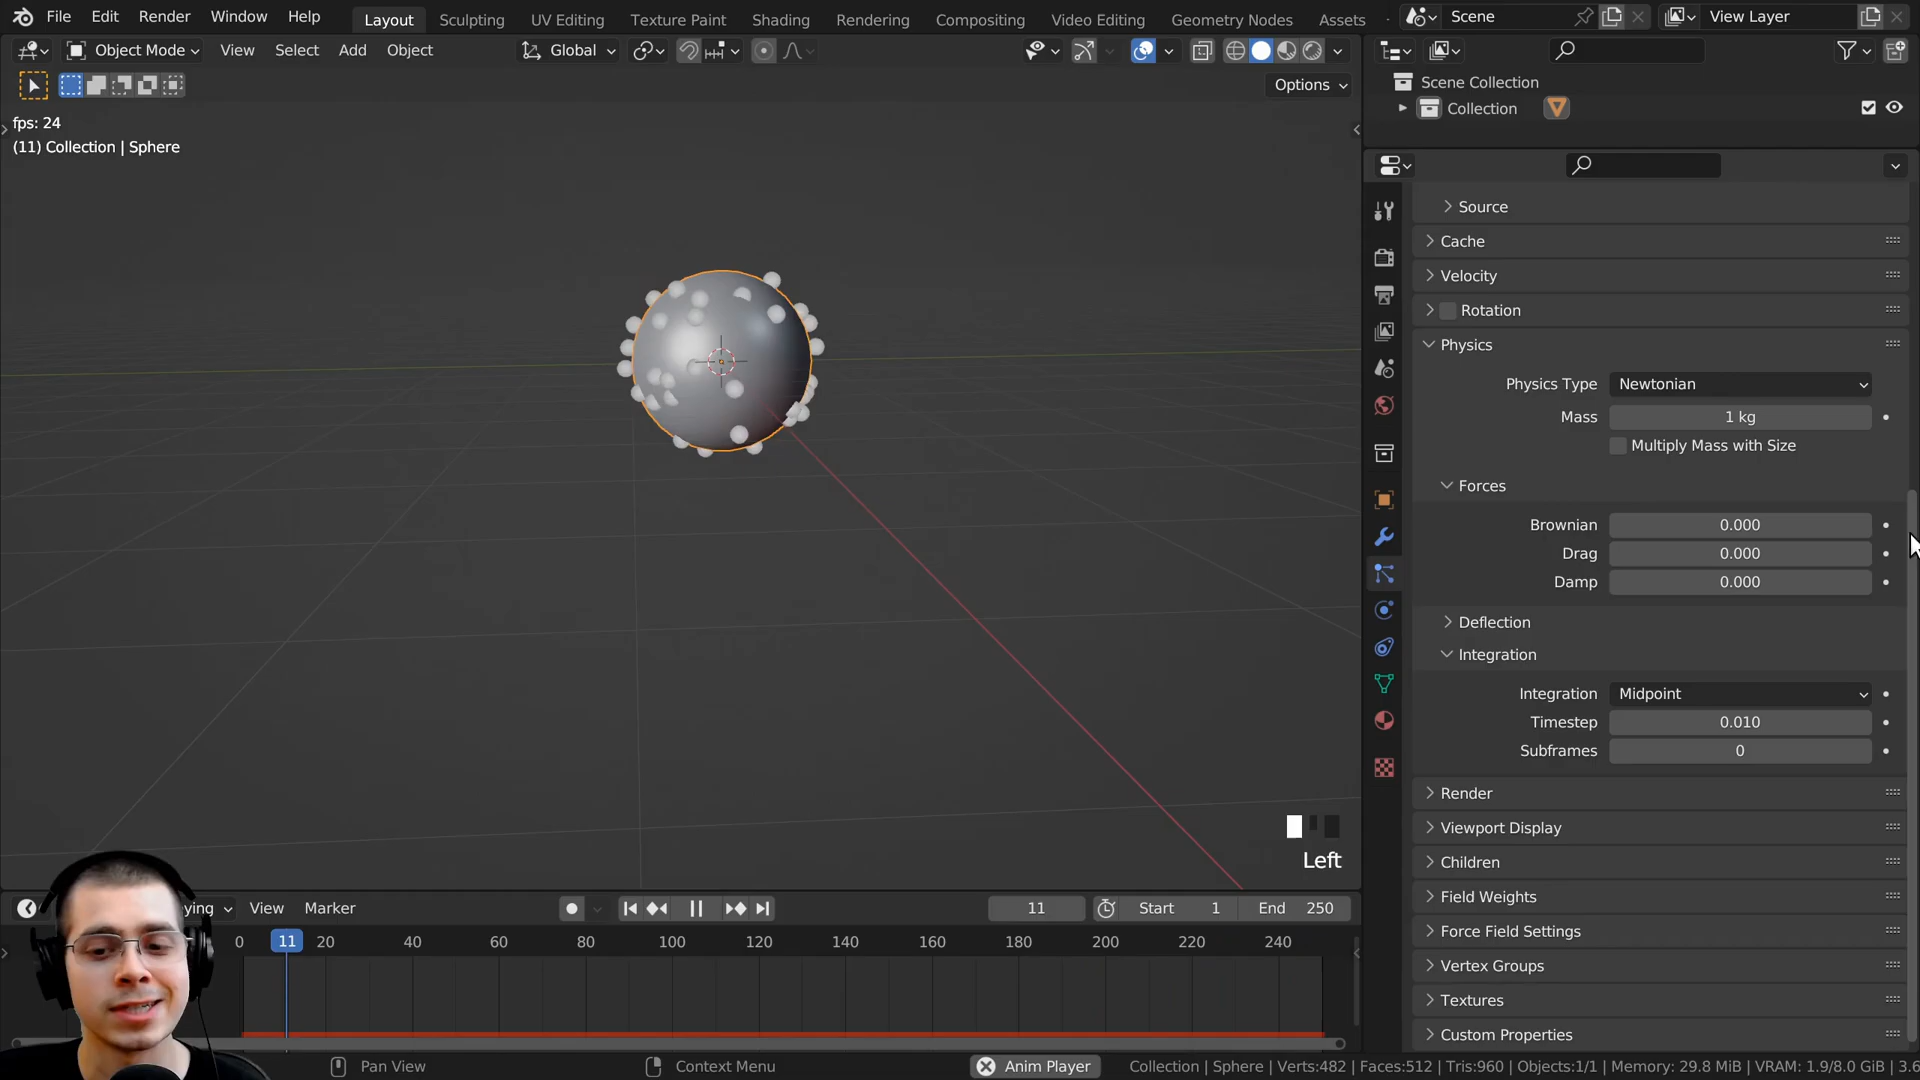 File Edit Render Window Help Layout Sculpting UV Editing Texture Paint Shading Rendering Compositing Video Editing Geometry Nodes Assets Scene View Layer
Object Mode View Select Add Object Global
Options
Scene Collection
Collection
fps: 24
(11) Collection | Sphere
Source
Cache
Velocity
Rotation
Physics
Physics Type Newtonian
Mass 1 kg
Multiply Mass with Size
Forces
Brownian 0.000
Drag 0.000
Damp 0.000
Deflection
Integration
Integration Midpoint
Timestep 0.010
Subframes 0
Render
Viewport Display
Children
Field Weights
Force Field Settings
Vertex Groups
Textures
Custom Properties
Left
View Marker 11 Start 1 End 250
0 11 20 40 60 80 100 120 140 160 180 200 220 240
Pan View Context Menu Anim Player Collection | Sphere | Verts:482 | Faces:512 | Tris:960 | Objects:1/1 | Memory: 29.8 MiB | VRAM: 1.9/8.0 GiB | 3.6